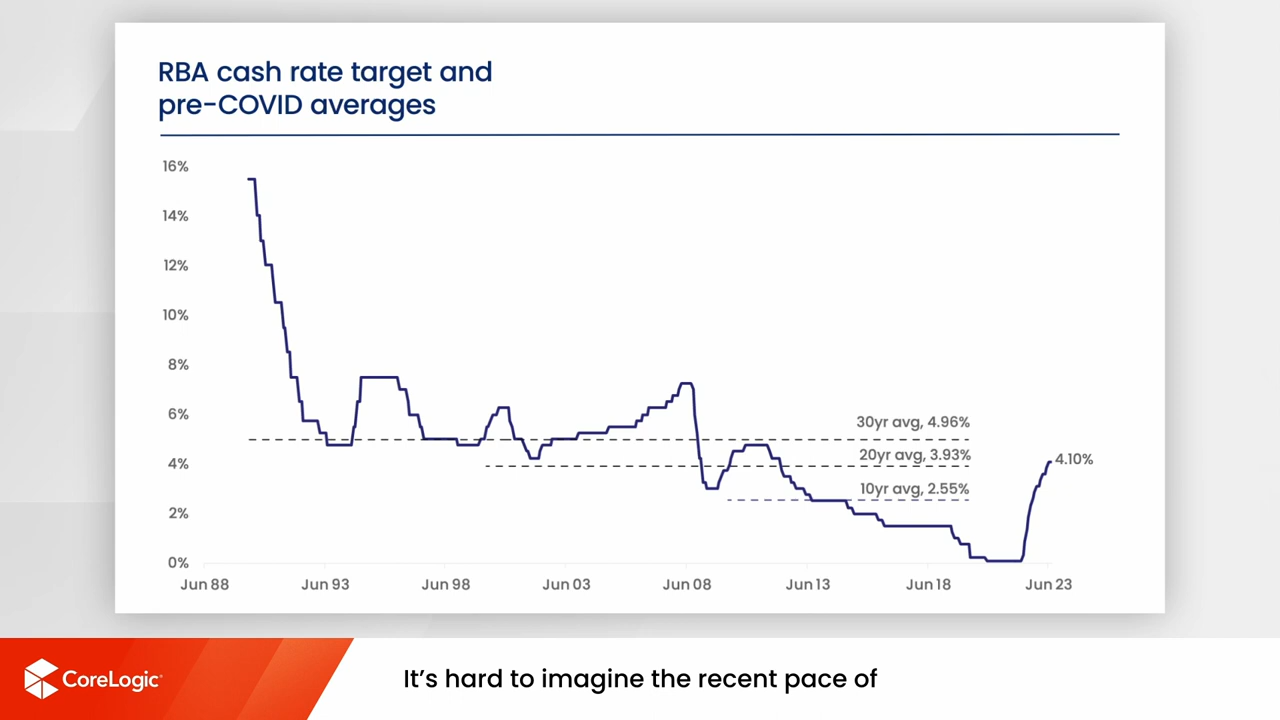 RBA cash rate target and
pre-COVID averages
16%
14%
12%
10%
8%
6%
4%
2%
0%
30yr avg, 4.96%
20yr avg, 3.93%
10yr avg, 2.55%
4.10%
Jun 88
Jun 93
Jun 98
Jun 03
Jun 08
Jun 13
Jun 18
Jun 23
CoreLogic
It's hard to imagine the recent pace of